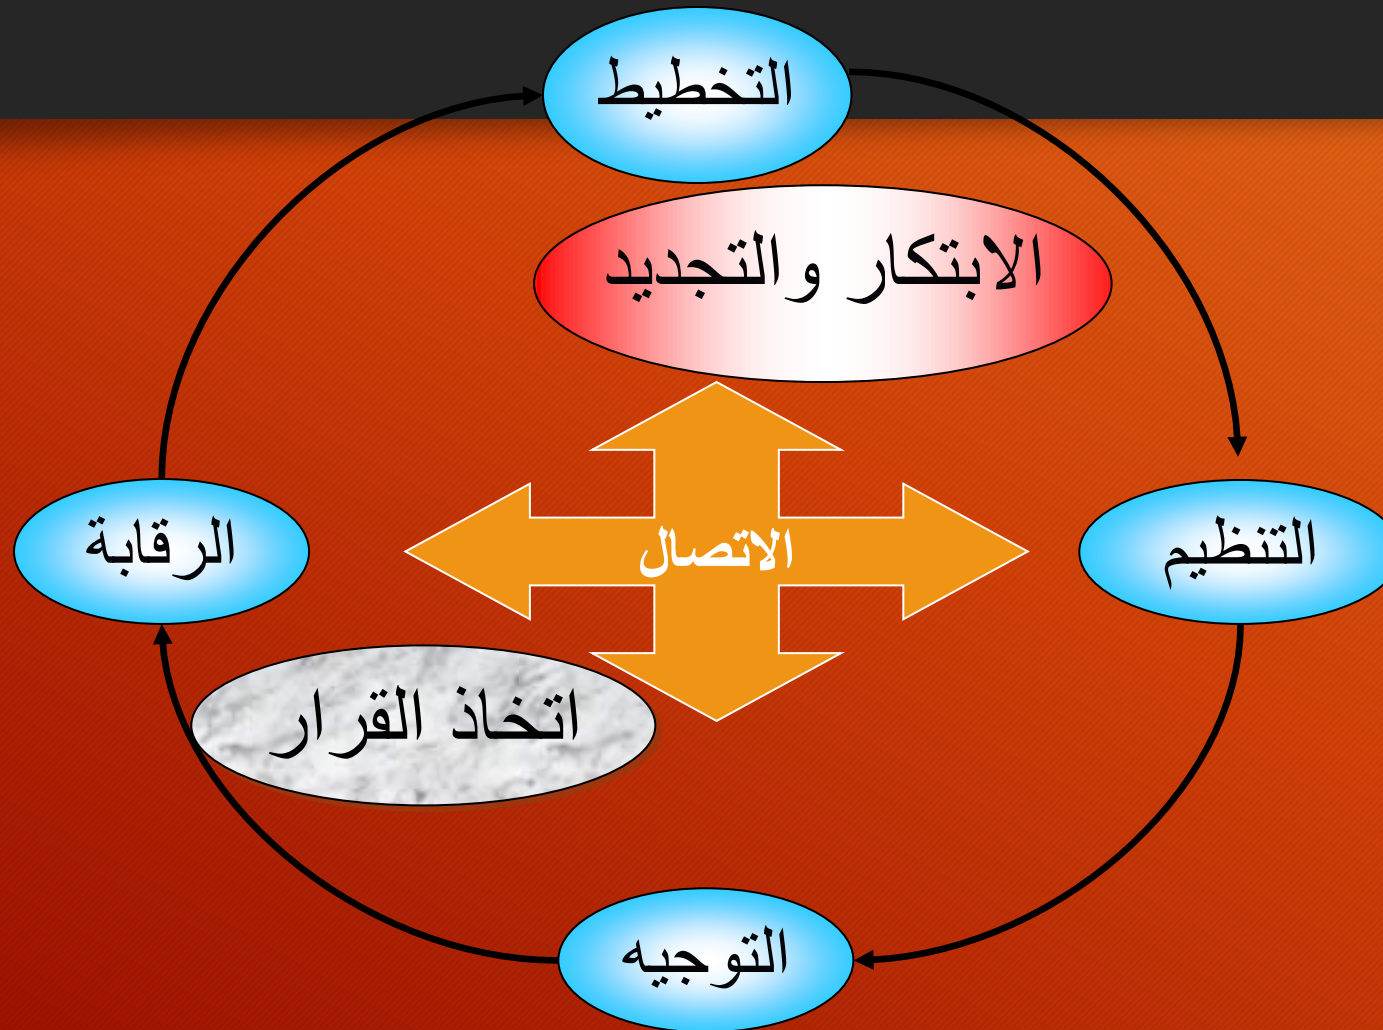 التخطيط
الابتكار والتجديد
التنظيم
الاتصال
الرقابة
اتخاذ القرار
التوجيه